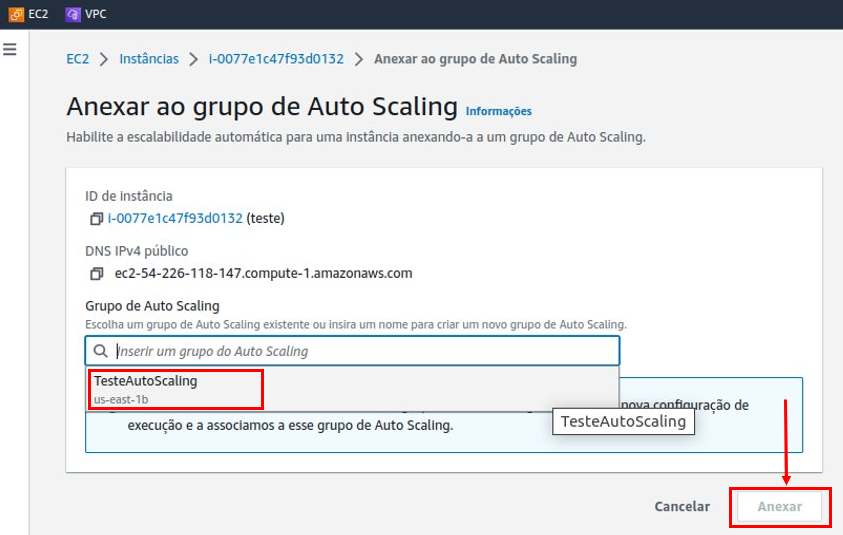 EC2 VPC
EC2 > Instâncias > i-0077e1c47f93d0132 > Anexar ao grupo de Auto Scaling
Anexar ao grupo de Auto Scaling Informações
Habilite a escalabilidade automática para uma instância anexando-a a um grupo de Auto Scaling.
ID de instância
i-0077e1c47f93d0132 (teste)
DNS IPv4 público
ec2-54-226-118-147.compute-1.amazonaws.com
Grupo de Auto Scaling
Escolha um grupo de Auto Scaling existente ou insira um nome para criar um novo grupo de Auto Scaling.
Inserir um grupo do Auto Scaling
TesteAutoScaling
us-east-1b
nova configuração de
execução e a associamos a esse grupo de Auto Scaling.
TesteAutoScaling
Cancelar Anexar